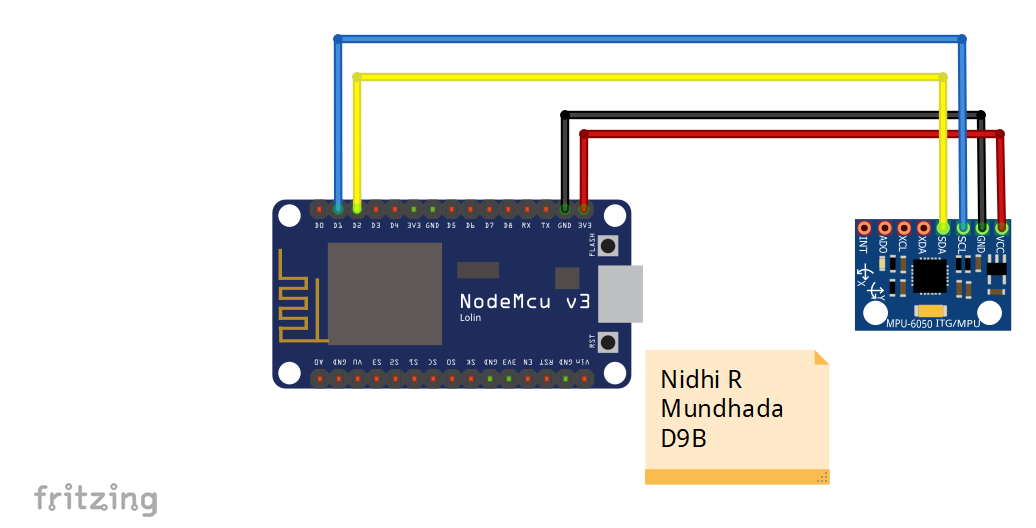 D0 D1 D2 D3 D4 3V3 GND D5 D6 D7 D8 RX TX GND 3V3
FLASH
NodeMcu v3
Lolin
RST
A0 GND VU S3 S2 S1 SC S0 SK GND 3V3 EN RST GND Vin
INT ADO XCL XDA SDA SCL GND VCC
X
Y
MPU-6050 ITG/MPU
Nidhi R
Mundhada
D9B
fritzing